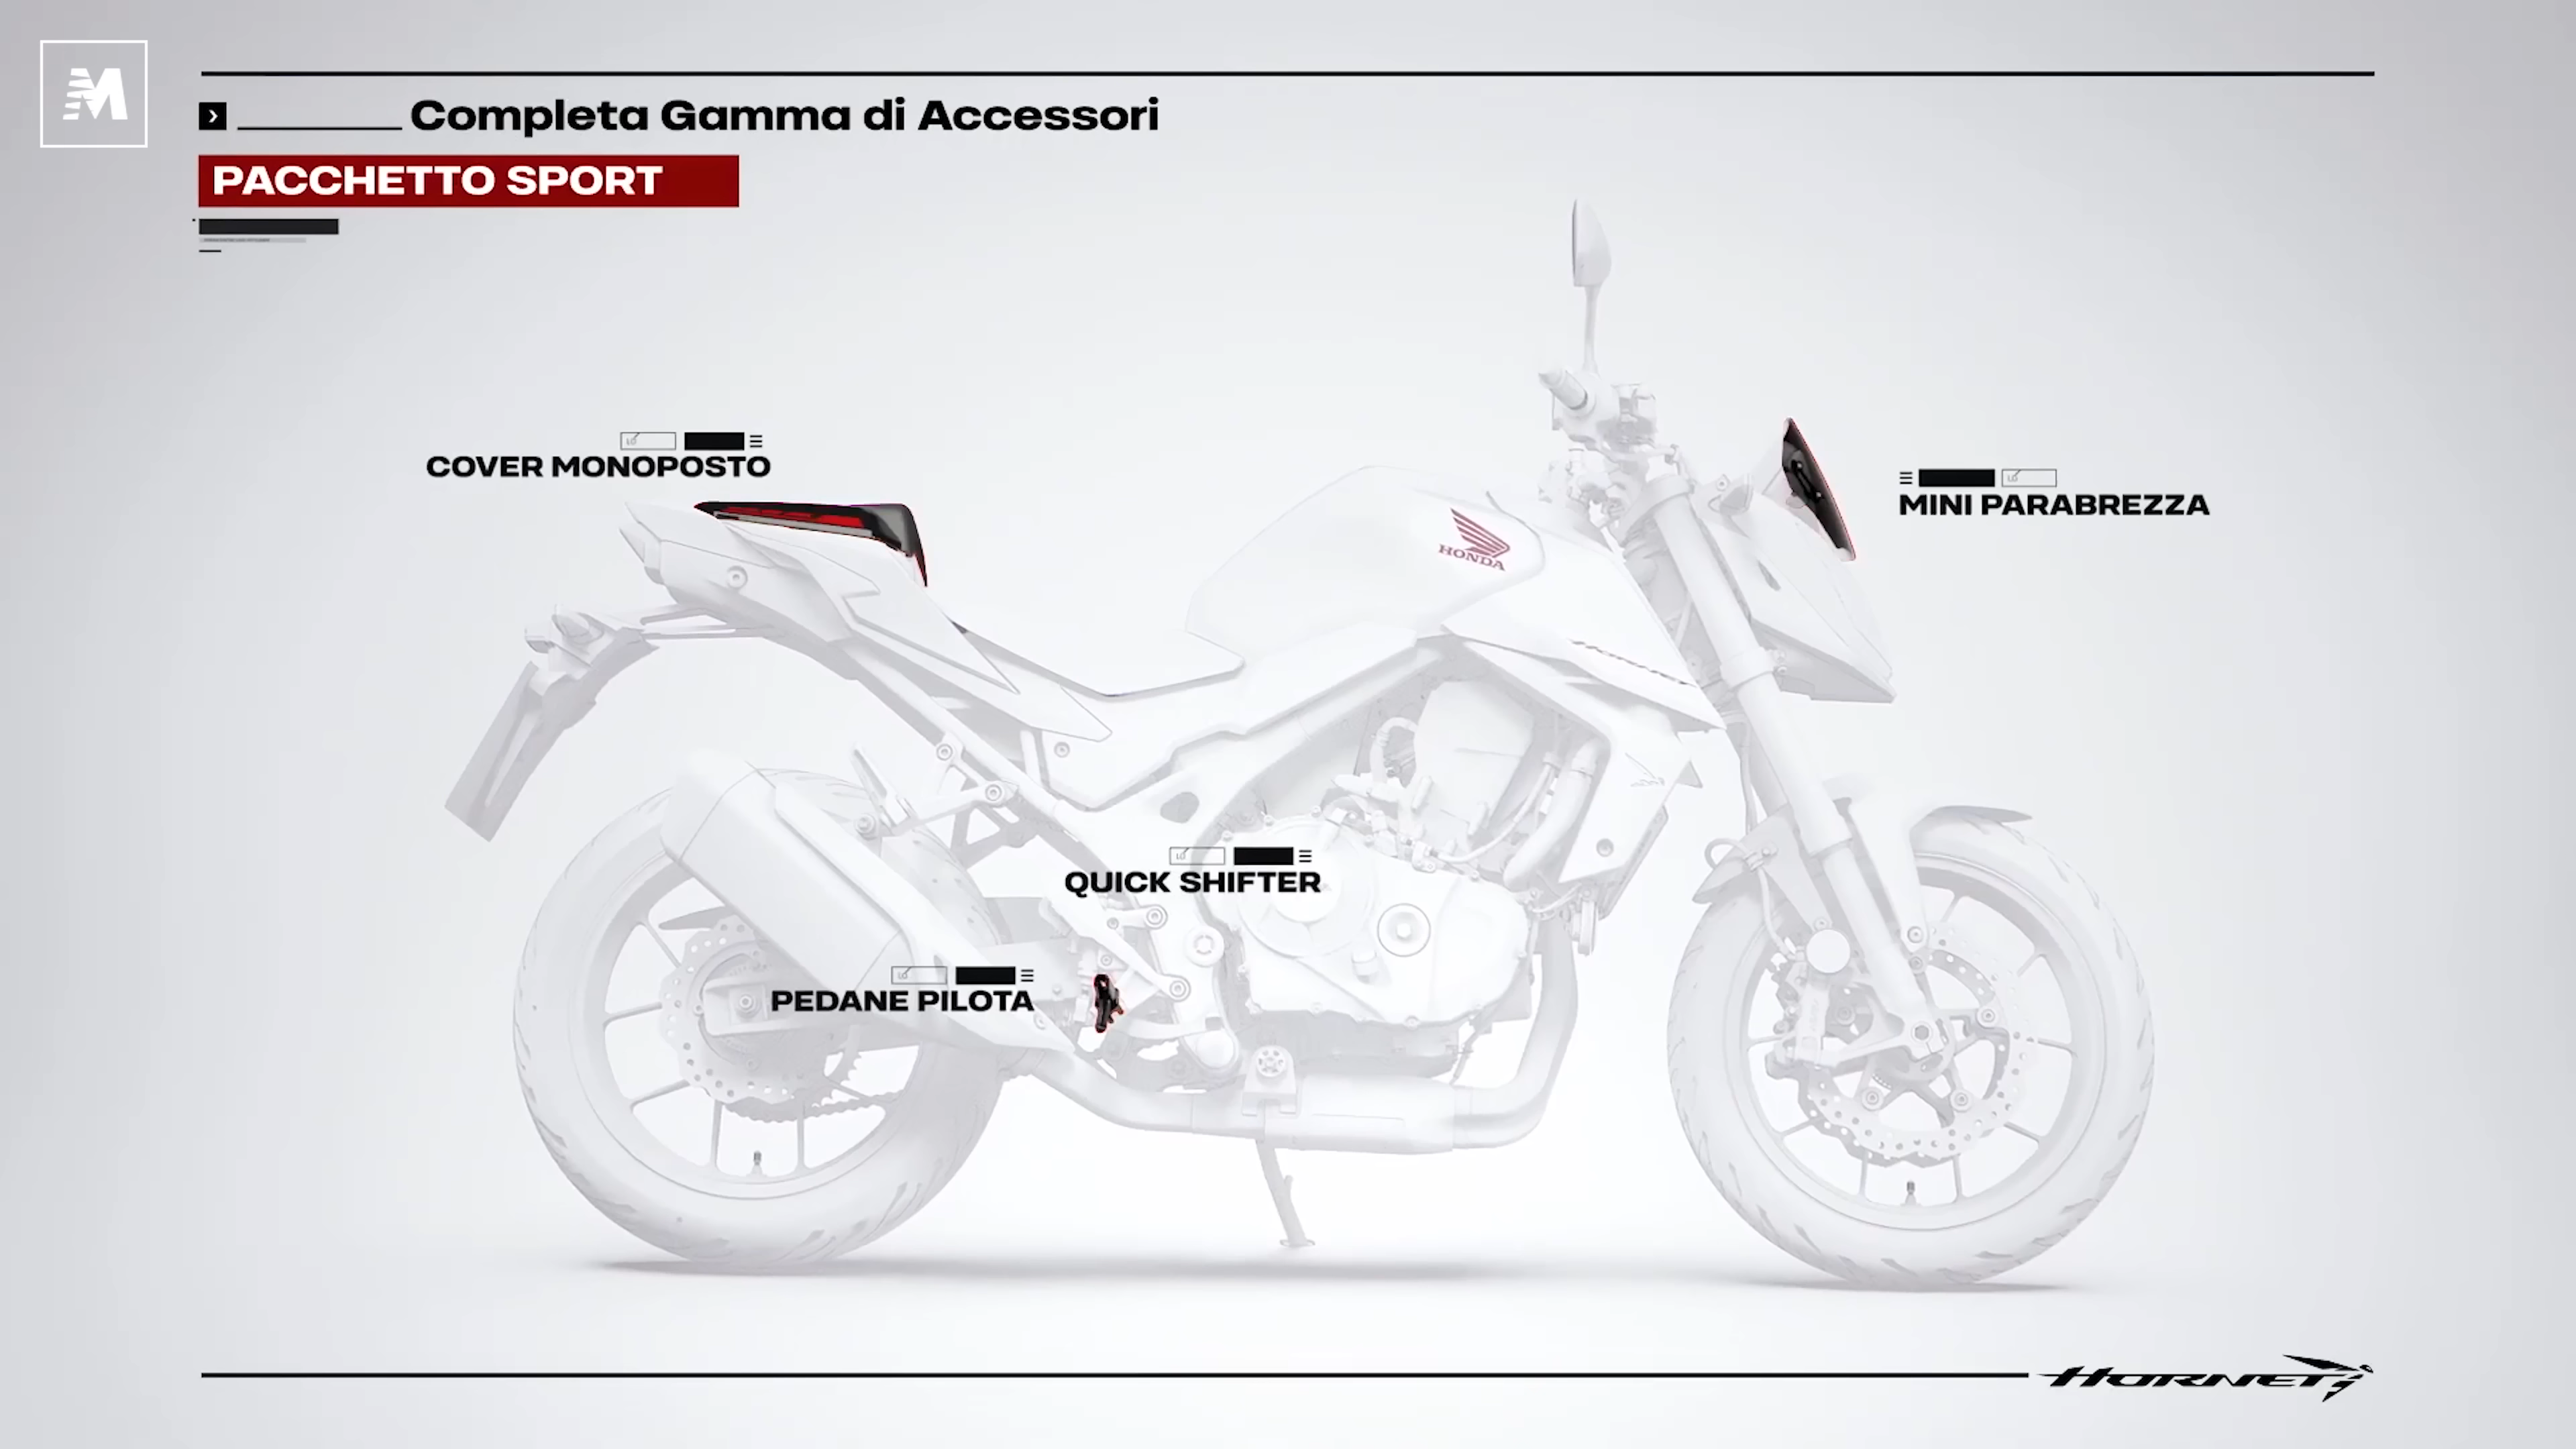 M
Completa Gamma di Accessori
PACCHETTO SPORT
COVER MONOPOSTO
MINI PARABREZZA
HONDA
QUICK SHIFTER
PEDANE PILOTA
HORNET